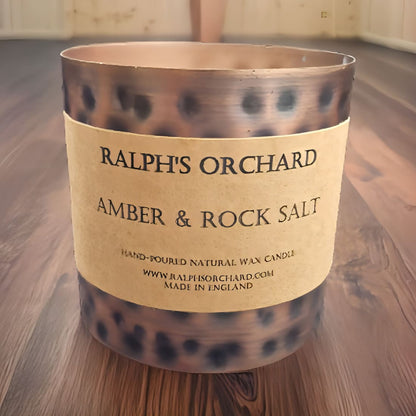 RALPH'S ORCHARD
AMBER & ROCK SALT
HAND-POURED NATURAL WAX CANDLE
WWW.RALPHSORCHARD.COM
MADE IN ENGLAND